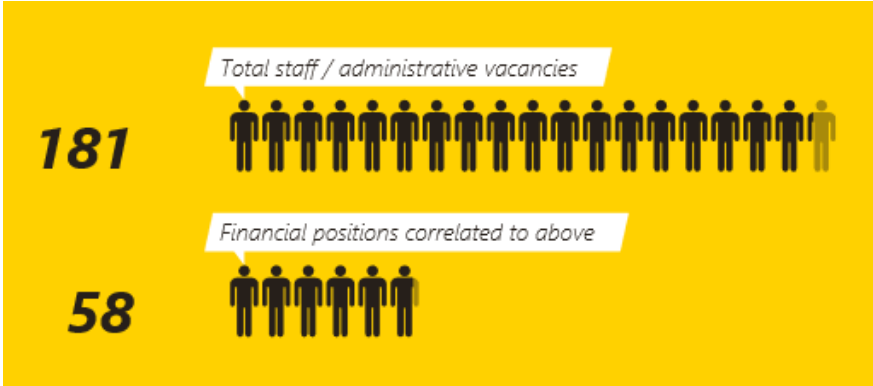 Total staff / administrative vacancies
181
Financial positions correlated to above
58